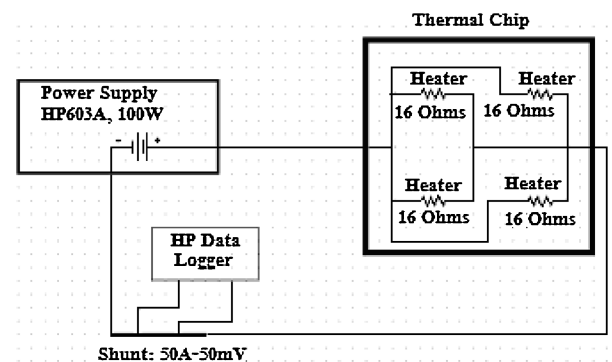 Thermal Chip
Power Supply
HP603A, 100W
- +
Heater
16 Ohms
Heater
16 Ohms
Heater
16 Ohms
Heater
16 Ohms
HP Data
Logger
Shunt: 50A-50mV